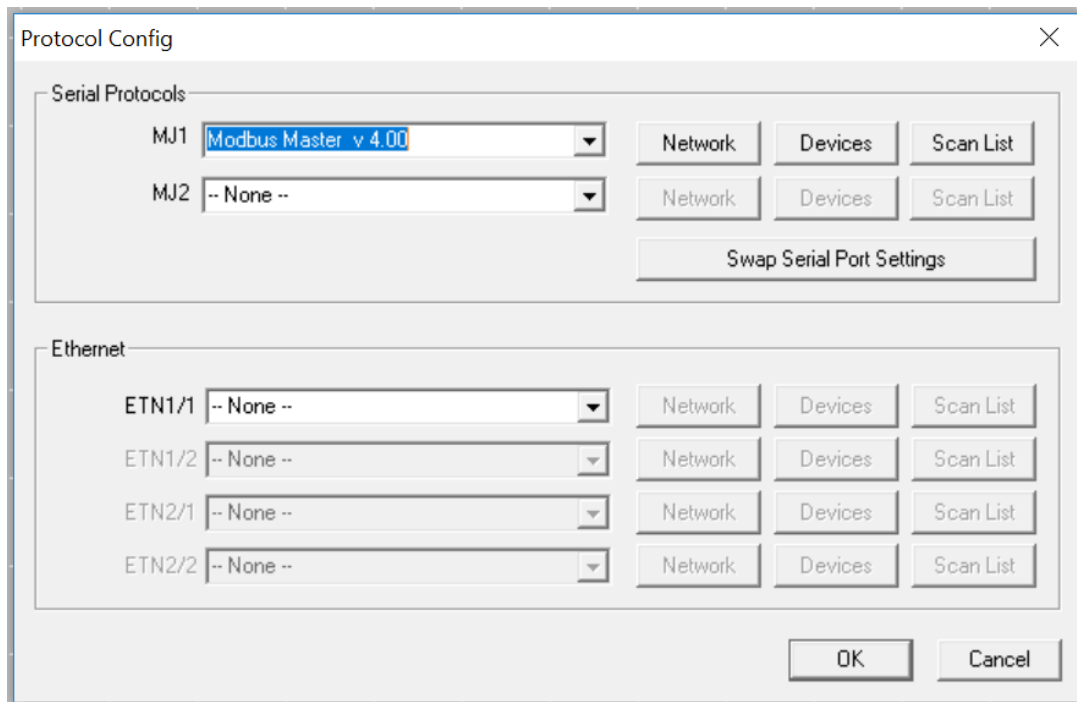 Protocol Config
Serial Protocols
MJ1 Modbus Master v 4.00 Network Devices Scan List
MJ2 -- None -- Network Devices Scan List
Swap Serial Port Settings
Ethernet
ETN1/1 -- None -- Network Devices Scan List
ETN1/2 -- None -- Network Devices Scan List
ETN2/1 -- None -- Network Devices Scan List
ETN2/2 -- None -- Network Devices Scan List
OK Cancel